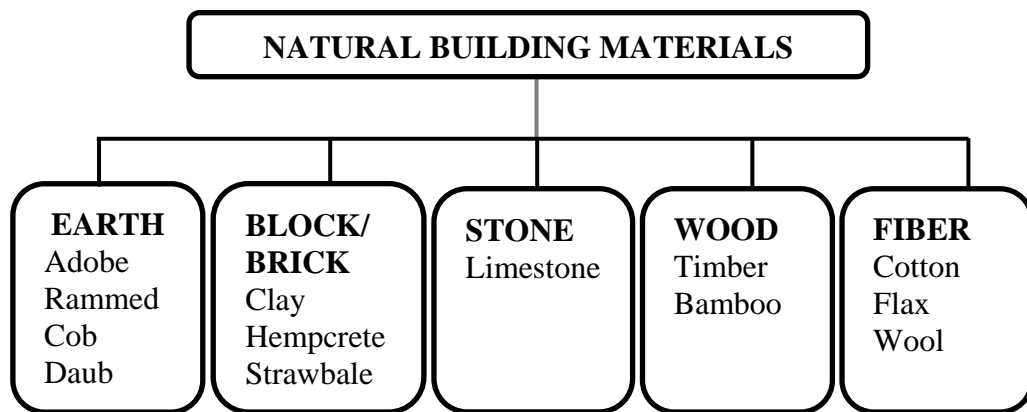 NATURAL BUILDING MATERIALS
EARTH
Adobe
Rammed
Cob
Daub
BLOCK/
BRICK
Clay
Hempcrete
Strawbale
STONE
Limestone
WOOD
Timber
Bamboo
FIBER
Cotton
Flax
Wool